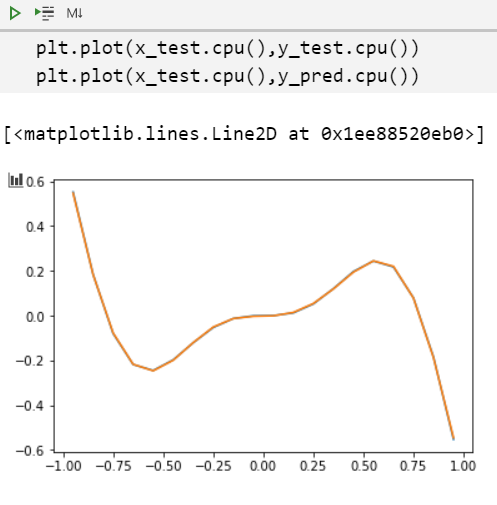 M↓
plt.plot(x_test.cpu(),y_test.cpu())
plt.plot(x_test.cpu(),y_pred.cpu())
[<matplotlib.lines.Line2D at 0x1ee88520eb0>]
0.6
0.4
0.2
0.0
−0.2
−0.4
−0.6
−1.00 −0.75 −0.50 −0.25 0.00 0.25 0.50 0.75 1.00